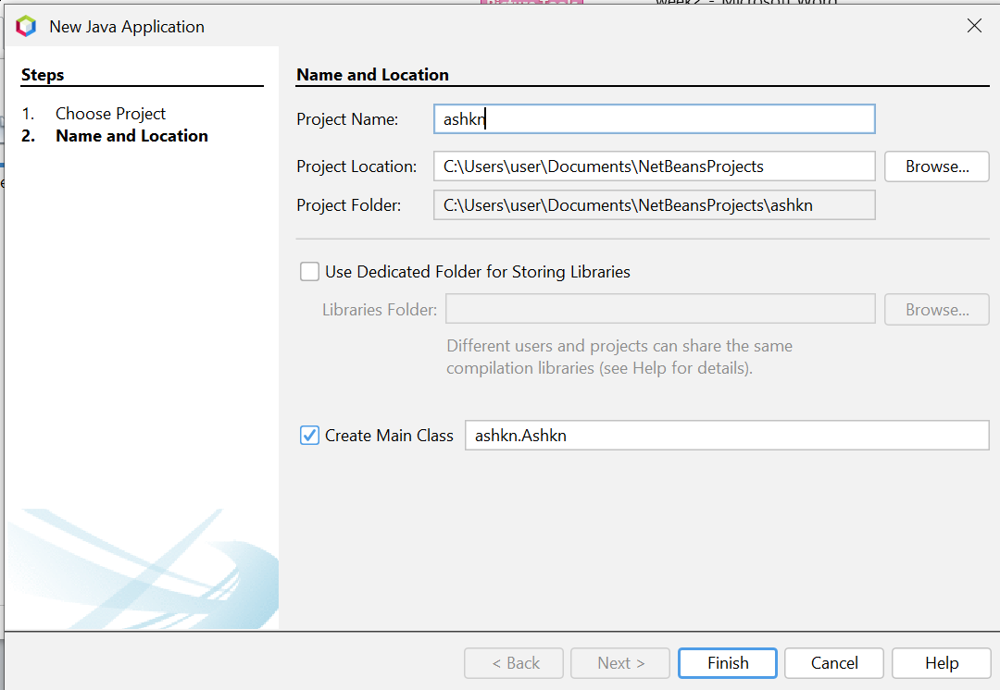 week2 - Microsoft Word
New Java Application
Steps
1. Choose Project
2. Name and Location
Name and Location
Project Name: ashkn
Project Location: C:\Users\user\Documents\NetBeansProjects Browse...
Project Folder: C:\Users\user\Documents\NetBeansProjects\ashkn
Use Dedicated Folder for Storing Libraries
Libraries Folder: Browse...
Different users and projects can share the same
compilation libraries (see Help for details).
Create Main Class ashkn.Ashkn
< Back Next > Finish Cancel Help